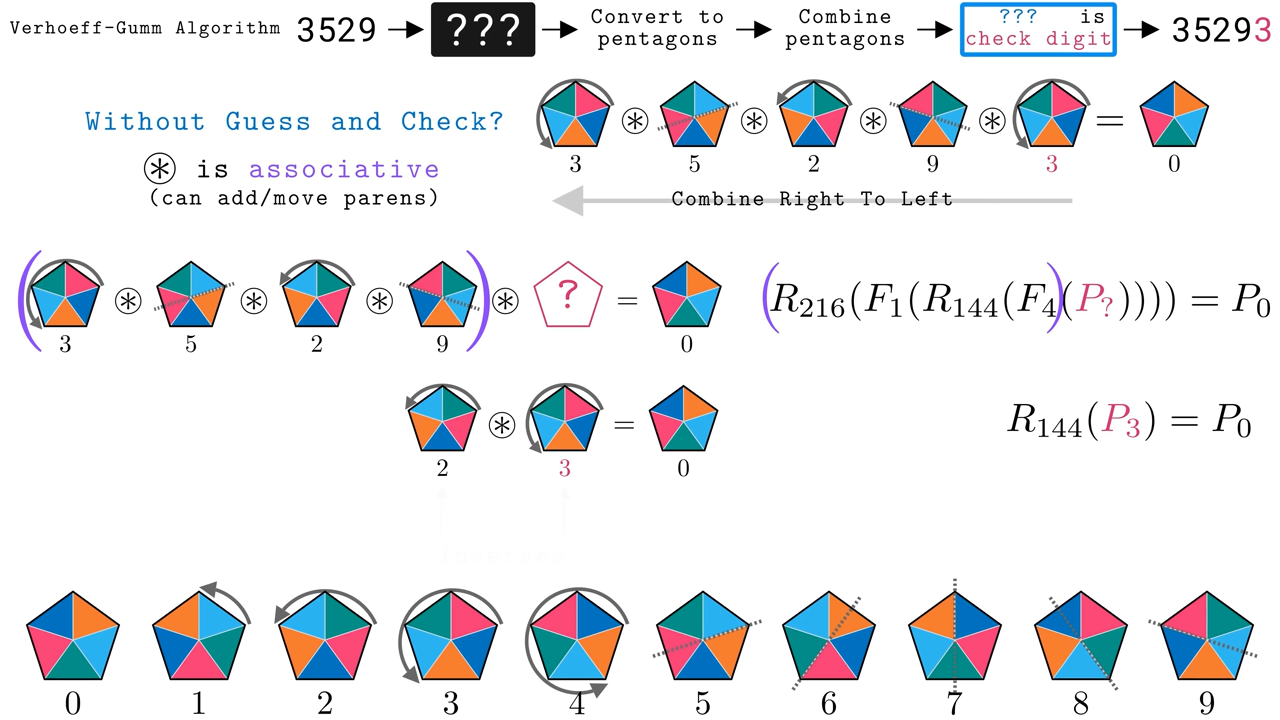 Verhoeff-Gumm Algorithm 3529 ??? Convert to pentagons Combine pentagons ??? is check digit 35293
Without Guess and Check?
⊛ is associative
(can add/move parens)
⊛ ⊛ ⊛ ⊛ =
3 5 2 9 3 0
Combine Right To Left
( ⊛ ⊛ ⊛ ) ⊛ ? = (R₂₁₆(F₁(R₁₄₄(F₄)(P?)))) = P₀
3 5 2 9 0
⊛ = R₁₄₄(P₃) = P₀
2 3 0
0 1 2 3 4 5 6 7 8 9